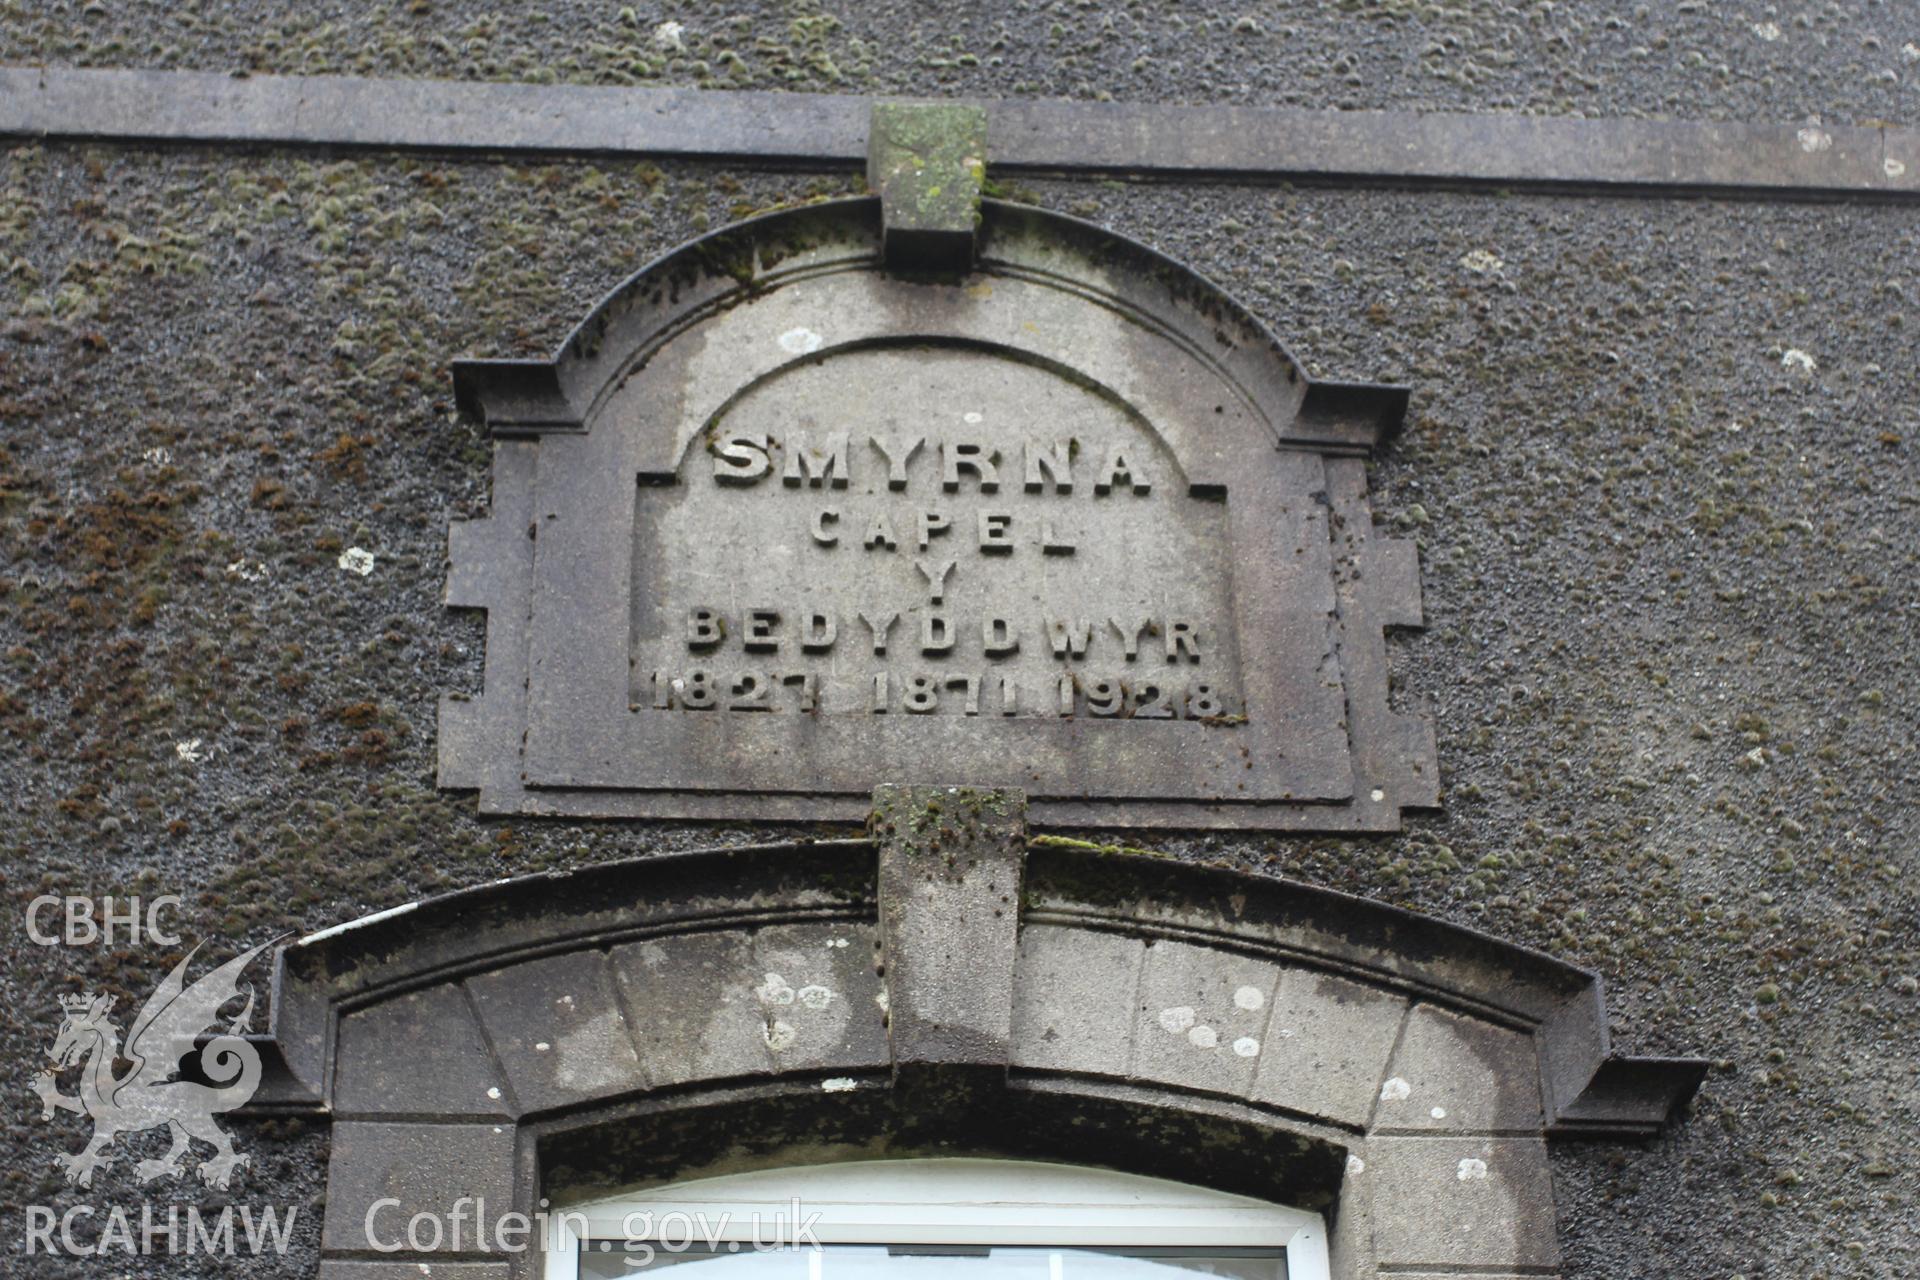 SMYRNA
CAPEL
Y
BEDYDDWYR
1827 1871 1928
CBHC
RCAHMW
Coflein.gov.uk